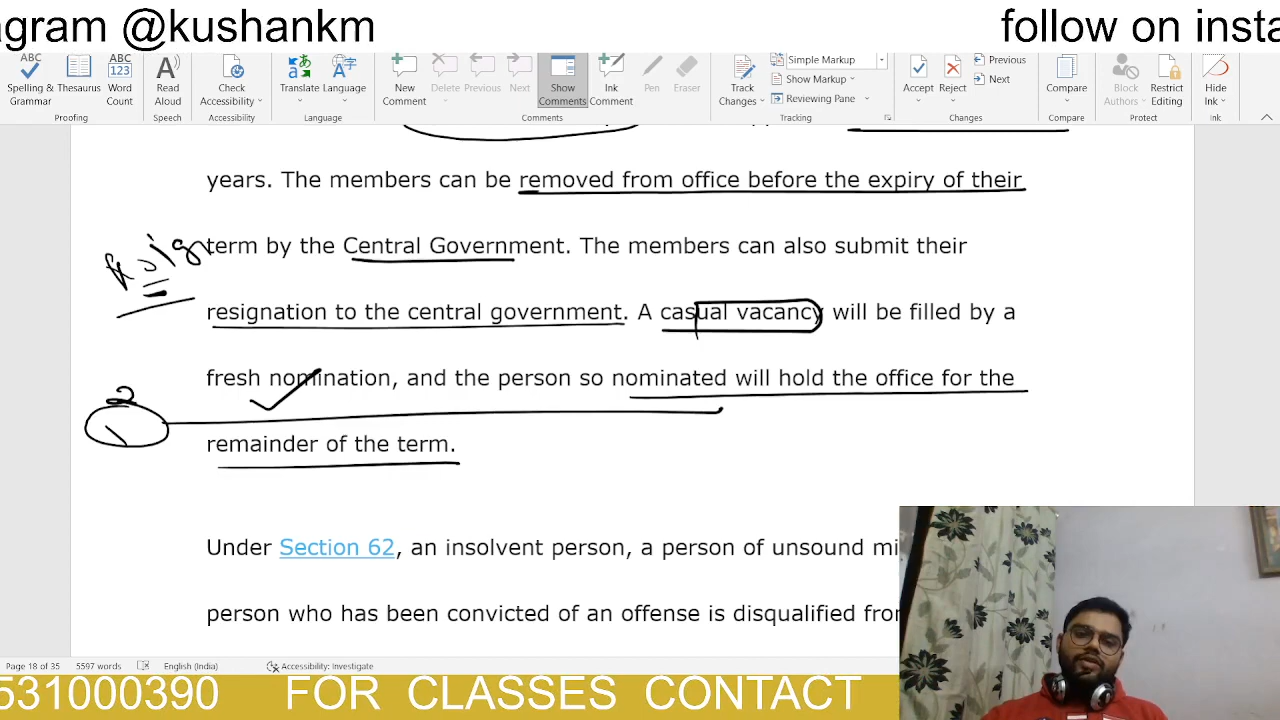 agram @kushankm
follow on insta
Spelling & Grammar
Thesaurus
Word Count
Read Aloud
Check Accessibility
Translate
Language
New Comment
Delete
Previous
Next
Show Comments
Ink Comment
Pen
Eraser
Track Changes
Simple Markup
Show Markup
Reviewing Pane
Accept
Reject
Previous
Next
Compare
Block Authors
Restrict Editing
Hide Ink
Proofing
Speech
Accessibility
Language
Comments
Tracking
Changes
Compare
Protect
Ink
years. The members can be removed from office before the expiry of their
term by the Central Government. The members can also submit their
resignation to the central government. A casual vacancy will be filled by a
fresh nomination, and the person so nominated will hold the office for the
2
remainder of the term.
Under Section 62, an insolvent person, a person of unsound
person who has been convicted of an offense is disqualified
Page 18 of 35 5597 words English (India) Accessibility: Investigate
531000390 FOR CLASSES CONTACT